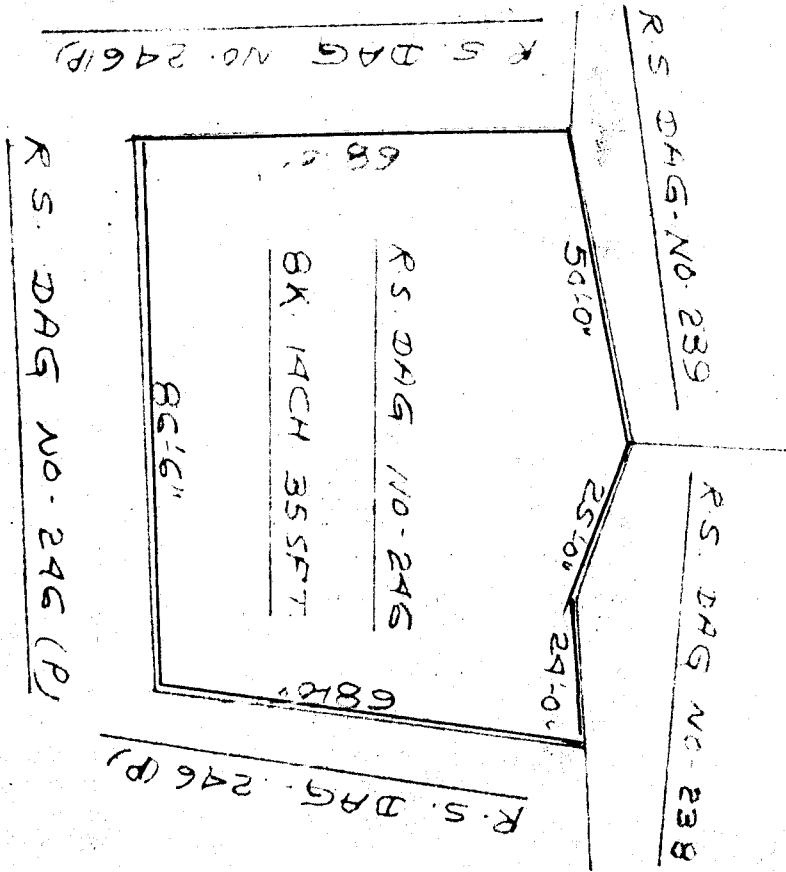 R.S. DAG-NO. 239
R.S. DAG NO-238
R.S. DAG NO. 246(P)
68'-0"
50'-0"
25'-0"
24'-0"
R.S. DAG NO-246
8K. 14CH 35 SFT.
86'-6"
68'-0"
R.S. DAG. 246 (P)
R S. DAG NO-246 (P)